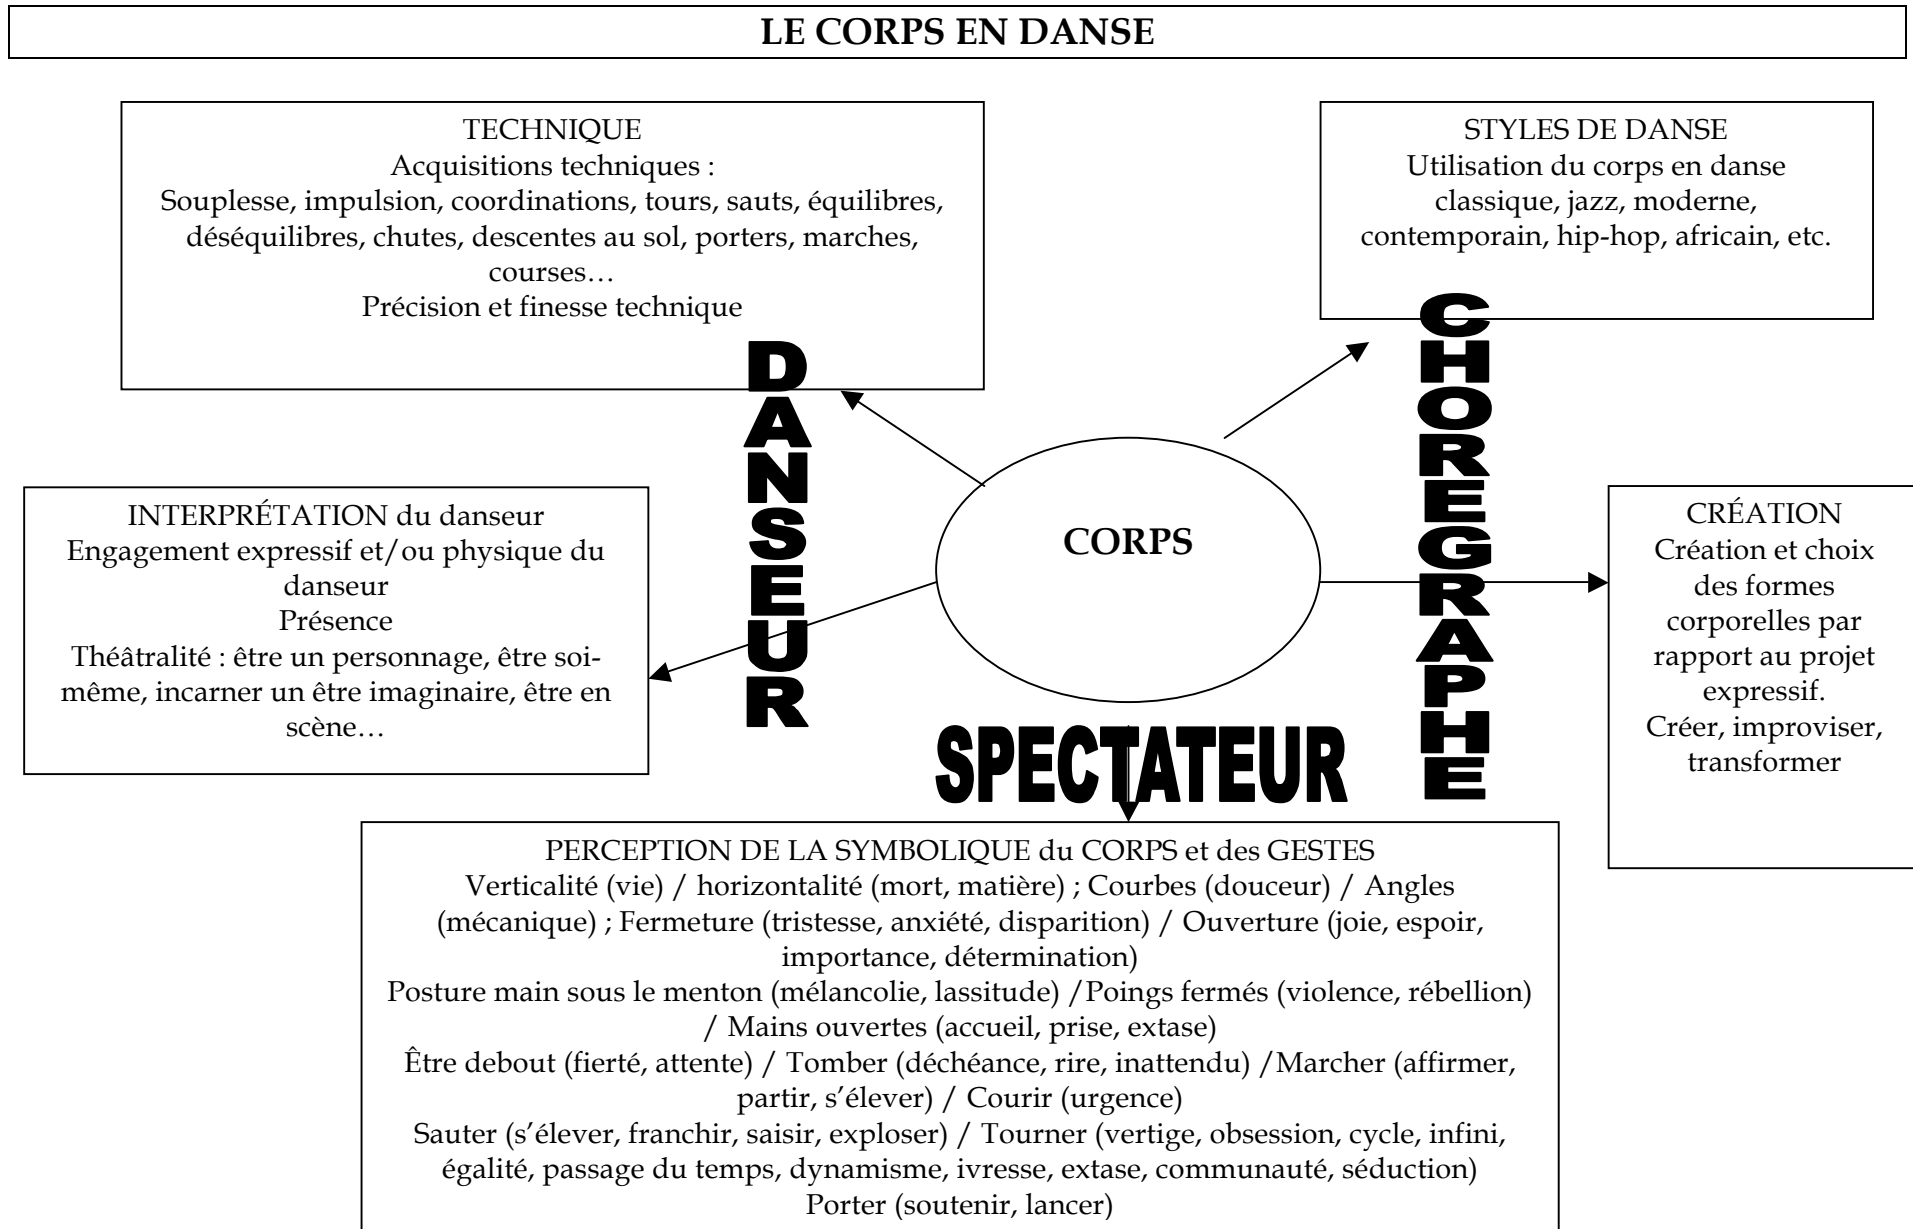 LE CORPS EN DANSE
TECHNIQUE
Acquisitions techniques :
Souplesse, impulsion, coordinations, tours, sauts, équilibres,
déséquilibres, chutes, descentes au sol, porters, marches,
courses…
Précision et finesse technique
STYLES DE DANSE
Utilisation du corps en danse
classique, jazz, moderne,
contemporain, hip-hop, africain, etc.
DANSEUR
CHOREGRAPHE
INTERPRÉTATION du danseur
Engagement expressif et/ou physique du
danseur
Présence
Théâtralité : être un personnage, être soi-
même, incarner un être imaginaire, être en
scène…
CORPS
CRÉATION
Création et choix
des formes
corporelles par
rapport au projet
expressif.
Créer, improviser,
transformer
SPECTATEUR
PERCEPTION DE LA SYMBOLIQUE du CORPS et des GESTES
Verticalité (vie) / horizontalité (mort, matière) ; Courbes (douceur) / Angles
(mécanique) ; Fermeture (tristesse, anxiété, disparition) / Ouverture (joie, espoir,
importance, détermination)
Posture main sous le menton (mélancolie, lassitude) /Poings fermés (violence, rébellion)
/ Mains ouvertes (accueil, prise, extase)
Être debout (fierté, attente) / Tomber (déchéance, rire, inattendu) /Marcher (affirmer,
partir, s’élever) / Courir (urgence)
Sauter (s’élever, franchir, saisir, exploser) / Tourner (vertige, obsession, cycle, infini,
égalité, passage du temps, dynamisme, ivresse, extase, communauté, séduction)
Porter (soutenir, lancer)